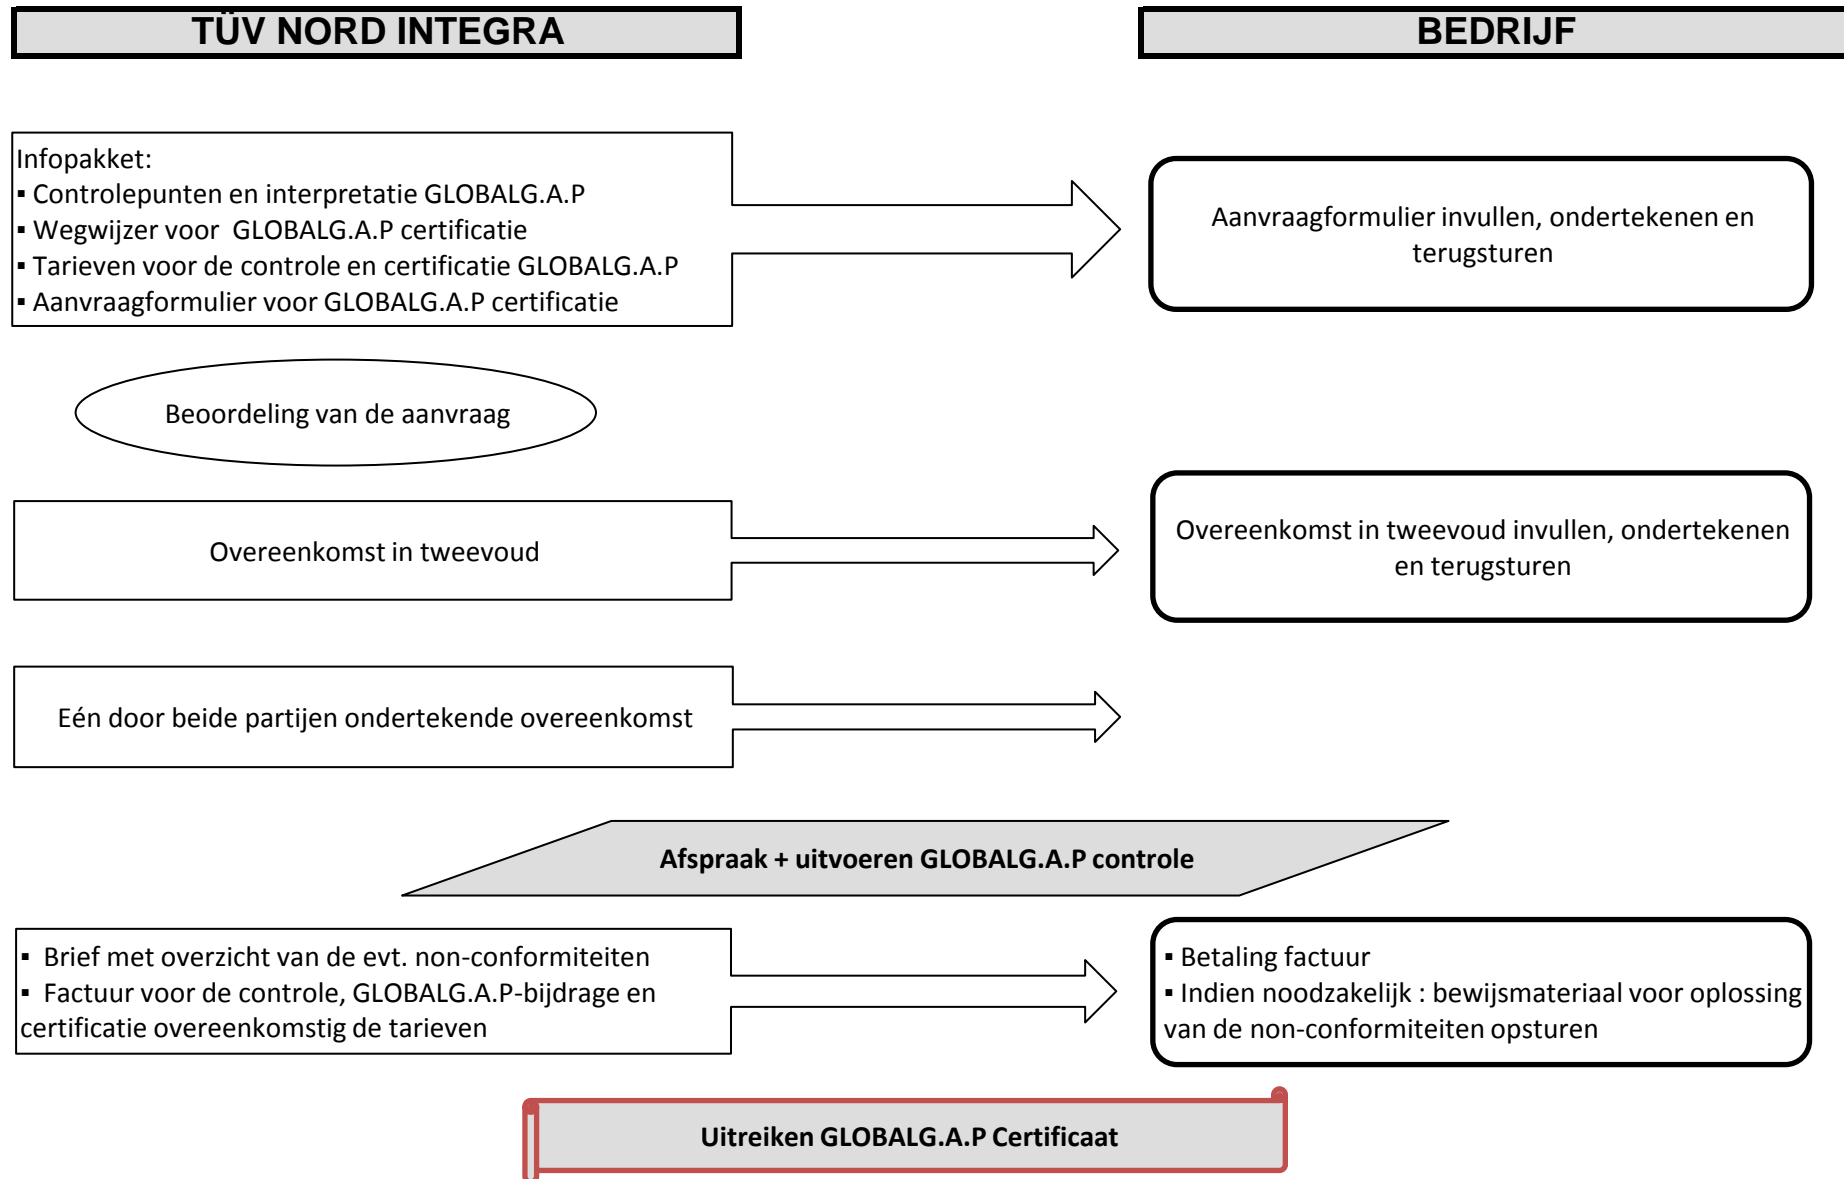 TÜV NORD INTEGRA
BEDRIJF
Infopakket:
▪ Controlepunten en interpretatie GLOBALG.A.P
▪ Wegwijzer voor GLOBALG.A.P certificatie
▪ Tarieven voor de controle en certificatie GLOBALG.A.P
▪ Aanvraagformulier voor GLOBALG.A.P certificatie
Aanvraagformulier invullen, ondertekenen en
terugsturen
Beoordeling van de aanvraag
Overeenkomst in tweevoud
Overeenkomst in tweevoud invullen, ondertekenen
en terugsturen
Eén door beide partijen ondertekende overeenkomst
Afspraak + uitvoeren GLOBALG.A.P controle
▪ Brief met overzicht van de evt. non-conformiteiten
▪ Factuur voor de controle, GLOBALG.A.P-bijdrage en
certificatie overeenkomstig de tarieven
▪ Betaling factuur
▪ Indien noodzakelijk : bewijsmateriaal voor oplossing
van de non-conformiteiten opsturen
Uitreiken GLOBALG.A.P Certificaat